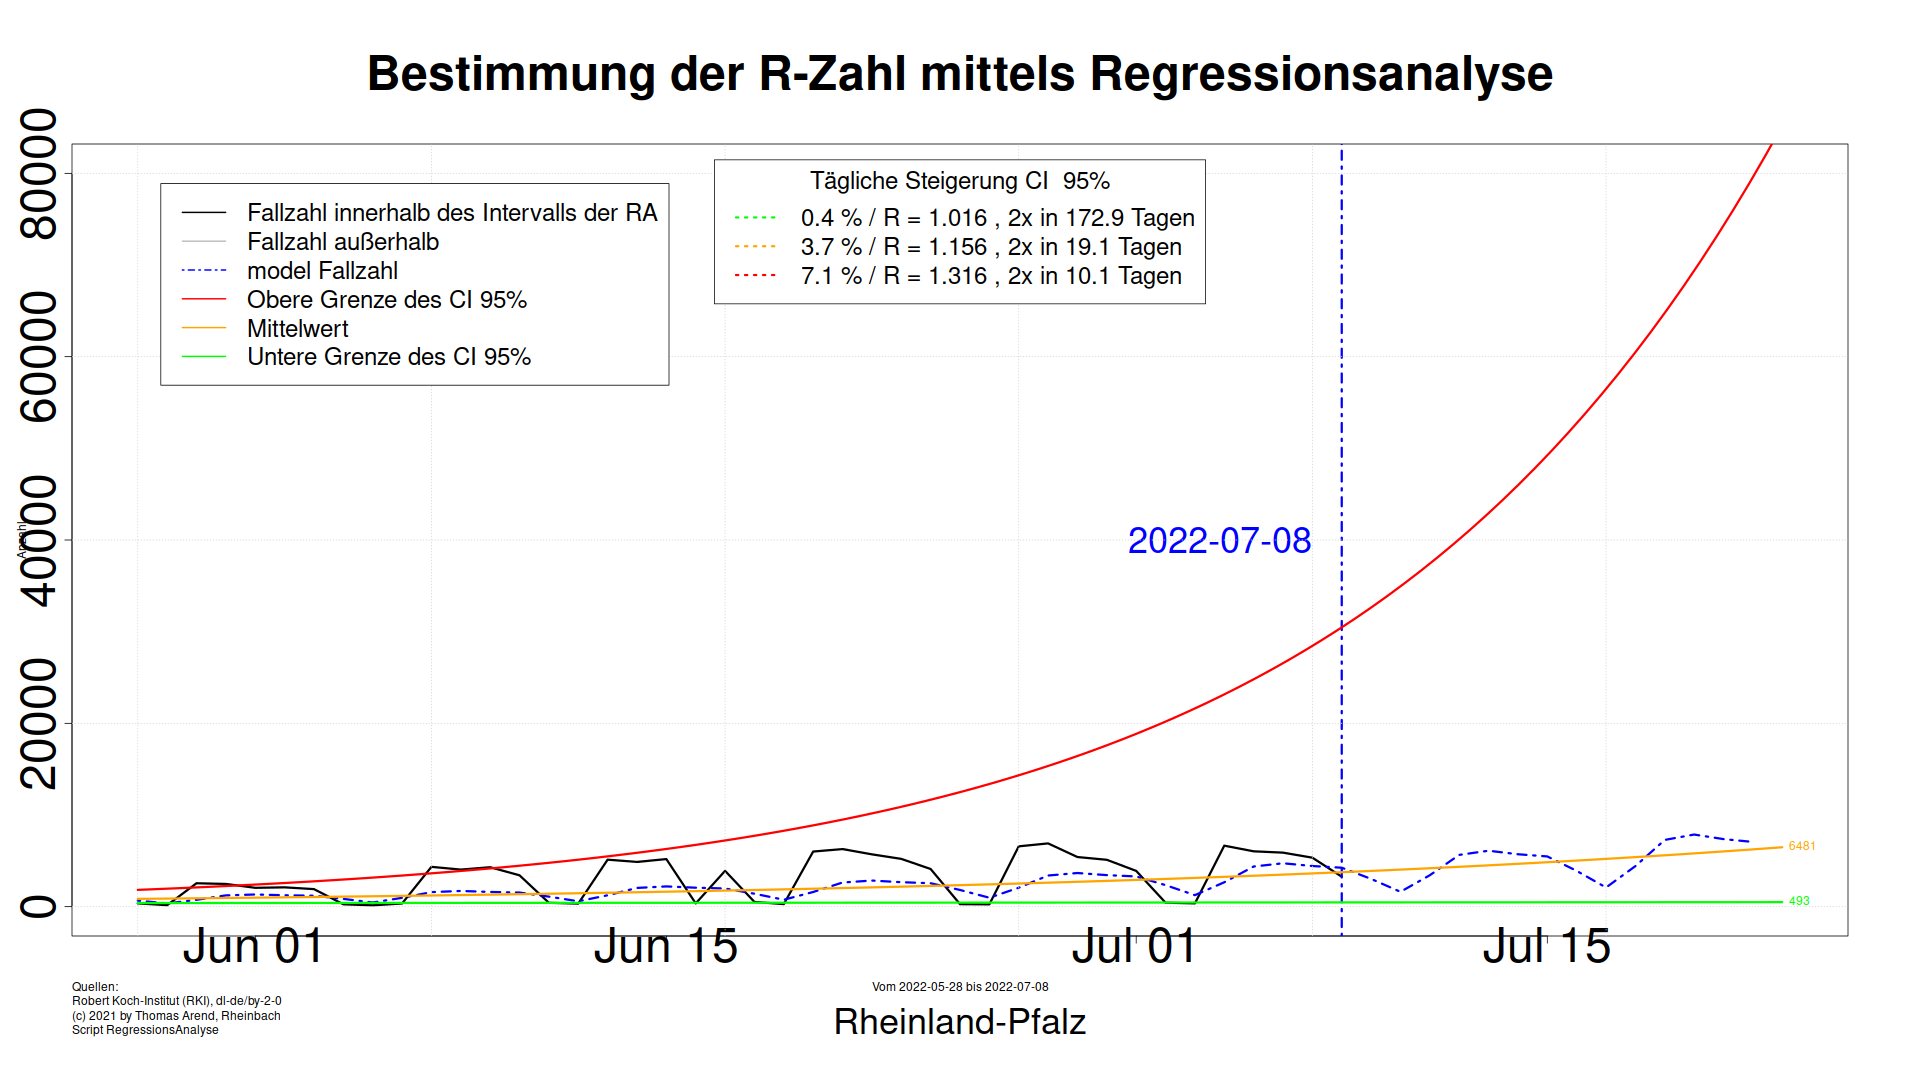 Bestimmung der R-Zahl mittels Regressionsanalyse
Anzahl
80000
60000
40000
20000
0
Fallzahl innerhalb des Intervalls der RA
Fallzahl außerhalb
model Fallzahl
Obere Grenze des CI 95%
Mittelwert
Untere Grenze des CI 95%
Tägliche Steigerung CI 95%
0.4 % / R = 1.016 , 2x in 172.9 Tagen
3.7 % / R = 1.156 , 2x in 19.1 Tagen
7.1 % / R = 1.316 , 2x in 10.1 Tagen
2022-07-08
6481
493
Jun 01
Jun 15
Jul 01
Jul 15
Quellen:
Robert Koch-Institut (RKI), dl-de/by-2-0
(c) 2021 by Thomas Arend, Rheinbach
Script RegressionsAnalyse
Vom 2022-05-28 bis 2022-07-08
Rheinland-Pfalz